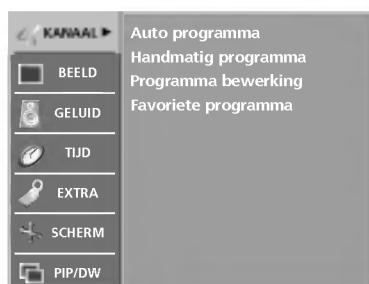 KANAAL
BEELD
GELUID
TIJD
EXTRA
SCHERM
PIP/DW
Auto programma
Handmatig programma
Programma bewerking
Favoriete programma